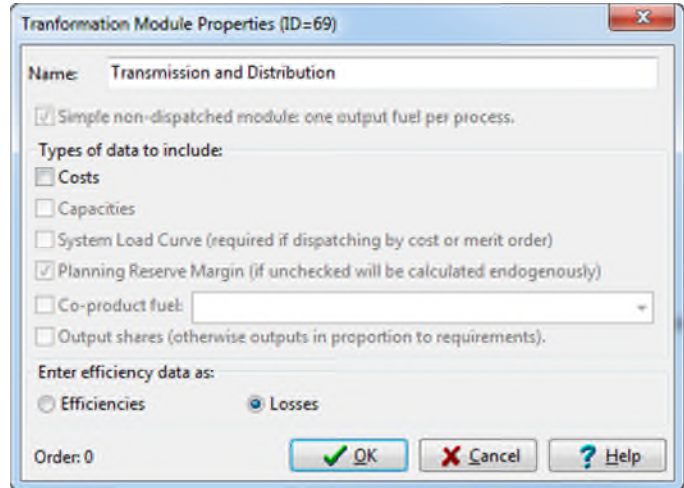 Tranformation Module Properties (ID=69)
Name: Transmission and Distribution
Simple non-dispatched module: one output fuel per process.
Types of data to include:
Costs
Capacities
System Load Curve (required if dispatching by cost or merit order)
Planning Reserve Margin (if unchecked will be calculated endogenously)
Co-product fuel:
Output shares (otherwise outputs in proportion to requirements).
Enter efficiency data as:
Efficiencies Losses
Order: 0 OK Cancel Help